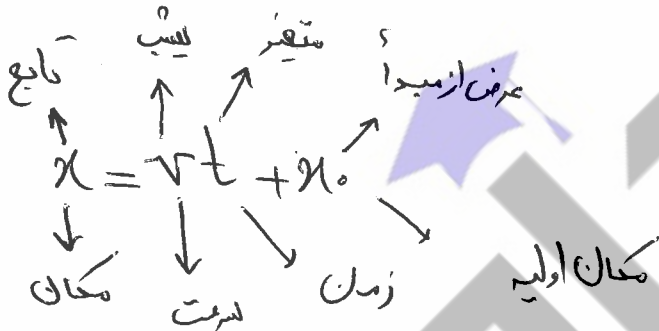 تابع شیب متغیر عرض از مبدأ
x = vt + x₀
مکان سرعت زمان مکان اولیه